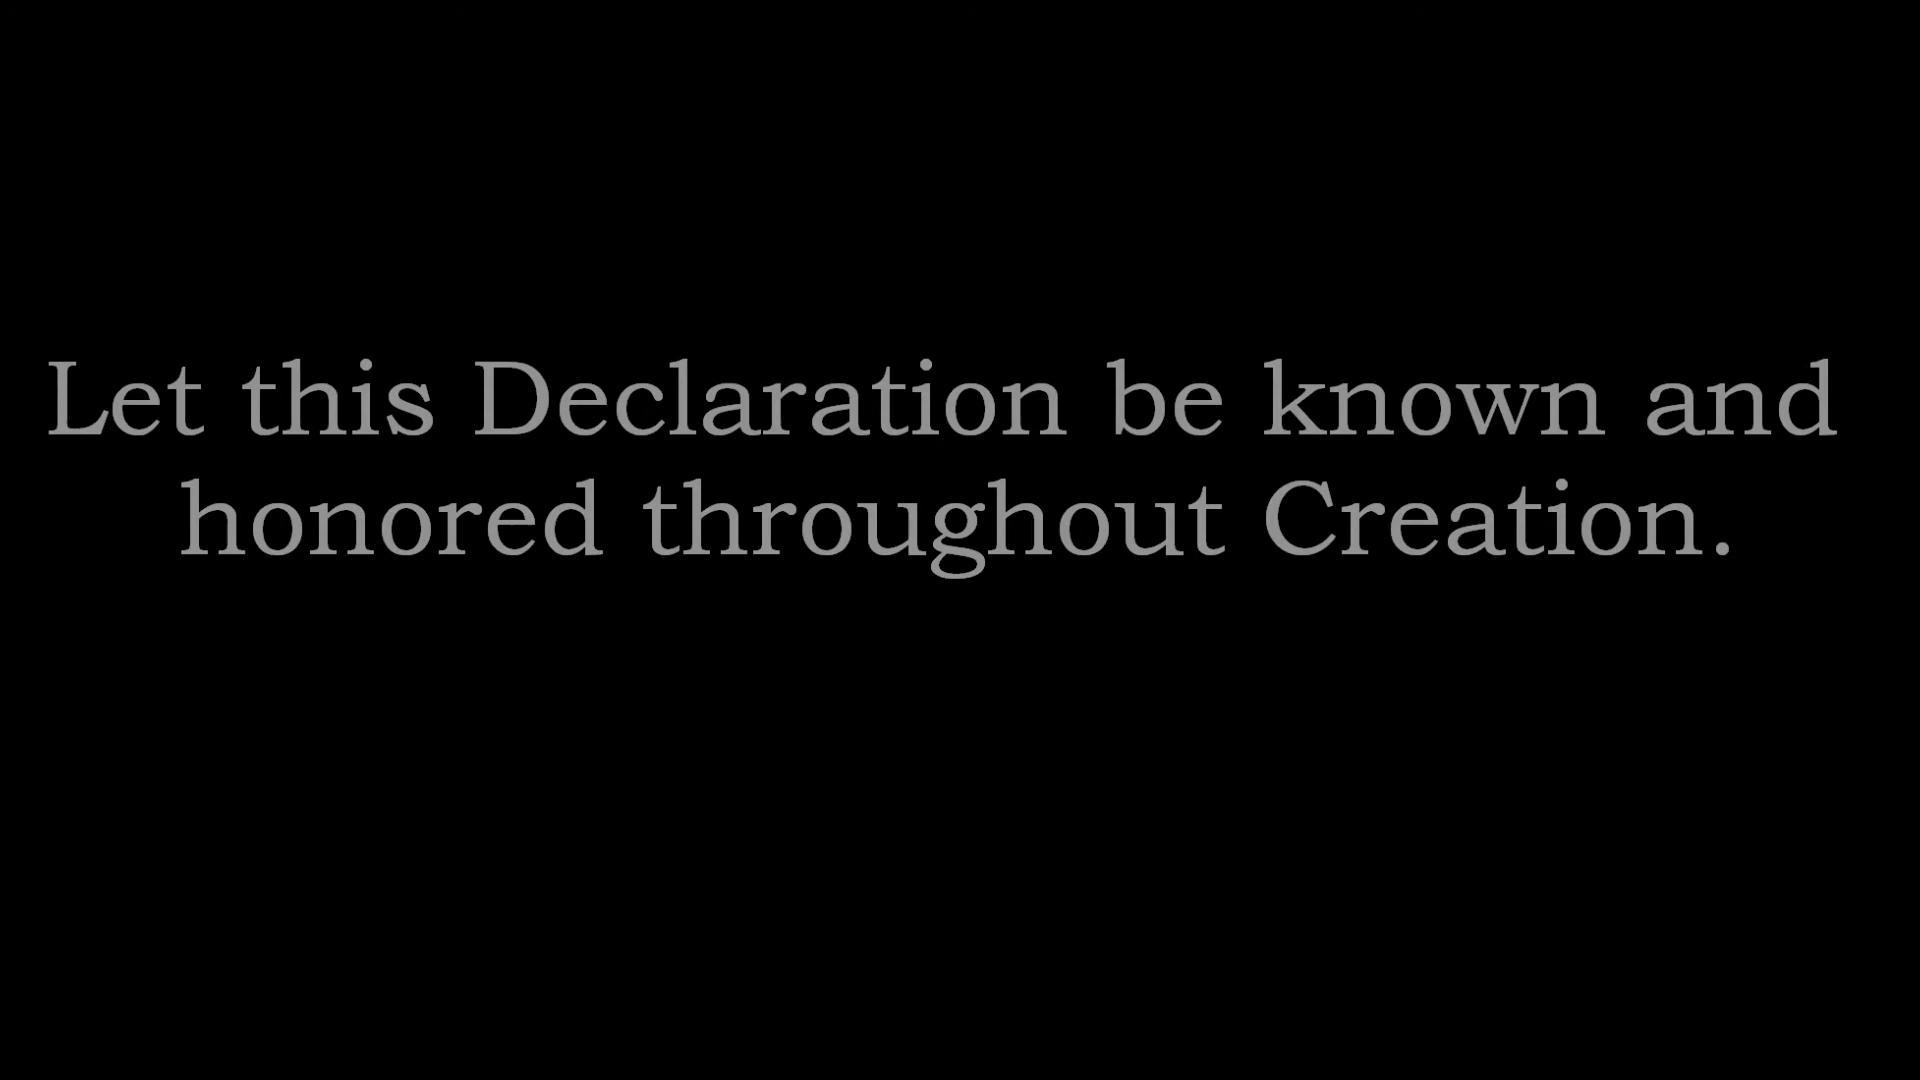 Let this Declaration be known and
honored throughout Creation.